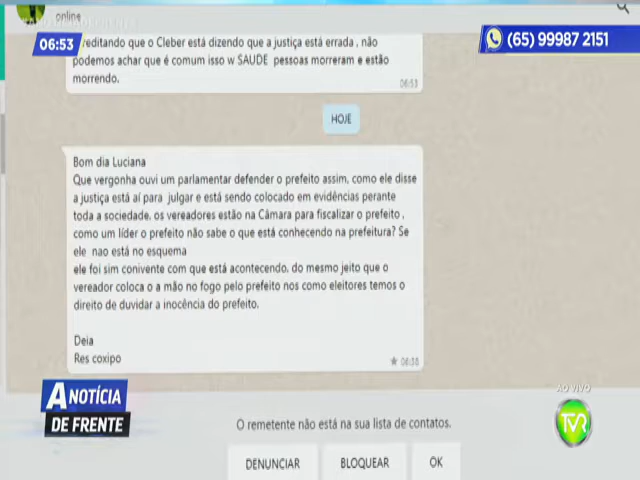 online
06:53
(65) 99987 2151
reditando que o Cleber está dizendo que a justiça está errada , não
podemos achar que é comum isso w SAUDE pessoas morreram e estão
morrendo.
06:53
HOJE
Bom dia Luciana
Que vergonha ouvi um parlamentar defender o prefeito assim, como ele disse
a justiça está aí para julgar e está sendo colocado em evidências perante
toda a sociedade, os vereadores estão na Câmara para fiscalizar o prefeito ,
como um líder o prefeito não sabe o que está conhecendo na prefeitura? Se
ele nao está no esquema
ele foi sim conivente com que está acontecendo, do mesmo jeito que o
vereador coloca o a mão no fogo pelo prefeito nos como eleitores temos o
direito de duvidar a inocência do prefeito.
Deia
Res coxipo
06:38
A NOTÍCIA
DE FRENTE
AO VIVO
TVR
O remetente não está na sua lista de contatos.
DENUNCIAR
BLOQUEAR
OK